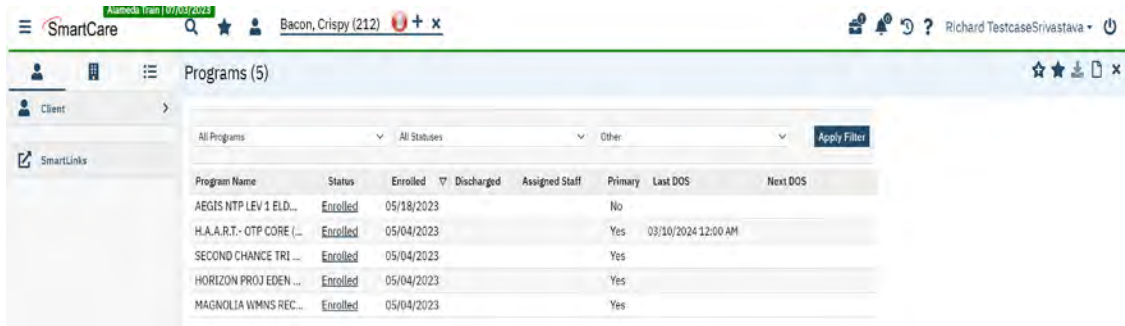 Alameda Train | 07/03/2023
SmartCare
Bacon, Crispy (212)
Richard TestcaseSrivastava
Programs (5)
Client
SmartLinks
All Programs All Statuses Other Apply Filter
Program Name Status Enrolled Discharged Assigned Staff Primary Last DOS Next DOS
AEGIS NTP LEV 1 ELD... Enrolled 05/18/2023 No
H.A.A.R.T.- OTP CORE (... Enrolled 05/04/2023 Yes 03/10/2024 12:00 AM
SECOND CHANCE TRI ... Enrolled 05/04/2023 Yes
HORIZON PROJ EDEN ... Enrolled 05/04/2023 Yes
MAGNOLIA WMNS REC... Enrolled 05/04/2023 Yes